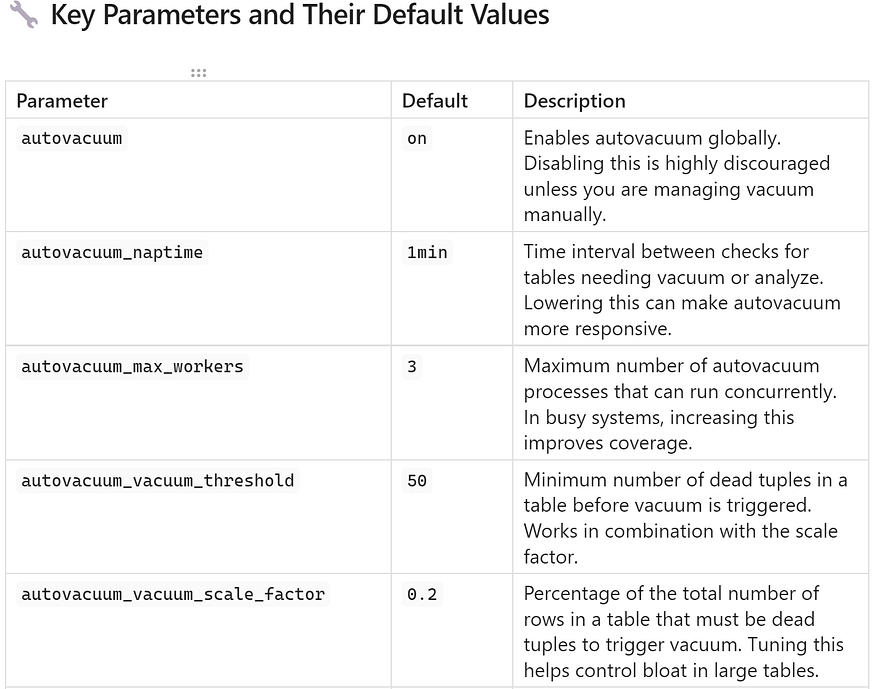 Key Parameters and Their Default Values
Parameter Default Description
autovacuum on Enables autovacuum globally.
Disabling this is highly discouraged
unless you are managing vacuum
manually.
autovacuum_naptime 1min Time interval between checks for
tables needing vacuum or analyze.
Lowering this can make autovacuum
more responsive.
autovacuum_max_workers 3 Maximum number of autovacuum
processes that can run concurrently.
In busy systems, increasing this
improves coverage.
autovacuum_vacuum_threshold 50 Minimum number of dead tuples in a
table before vacuum is triggered.
Works in combination with the scale
factor.
autovacuum_vacuum_scale_factor 0.2 Percentage of the total number of
rows in a table that must be dead
tuples to trigger vacuum. Tuning this
helps control bloat in large tables.